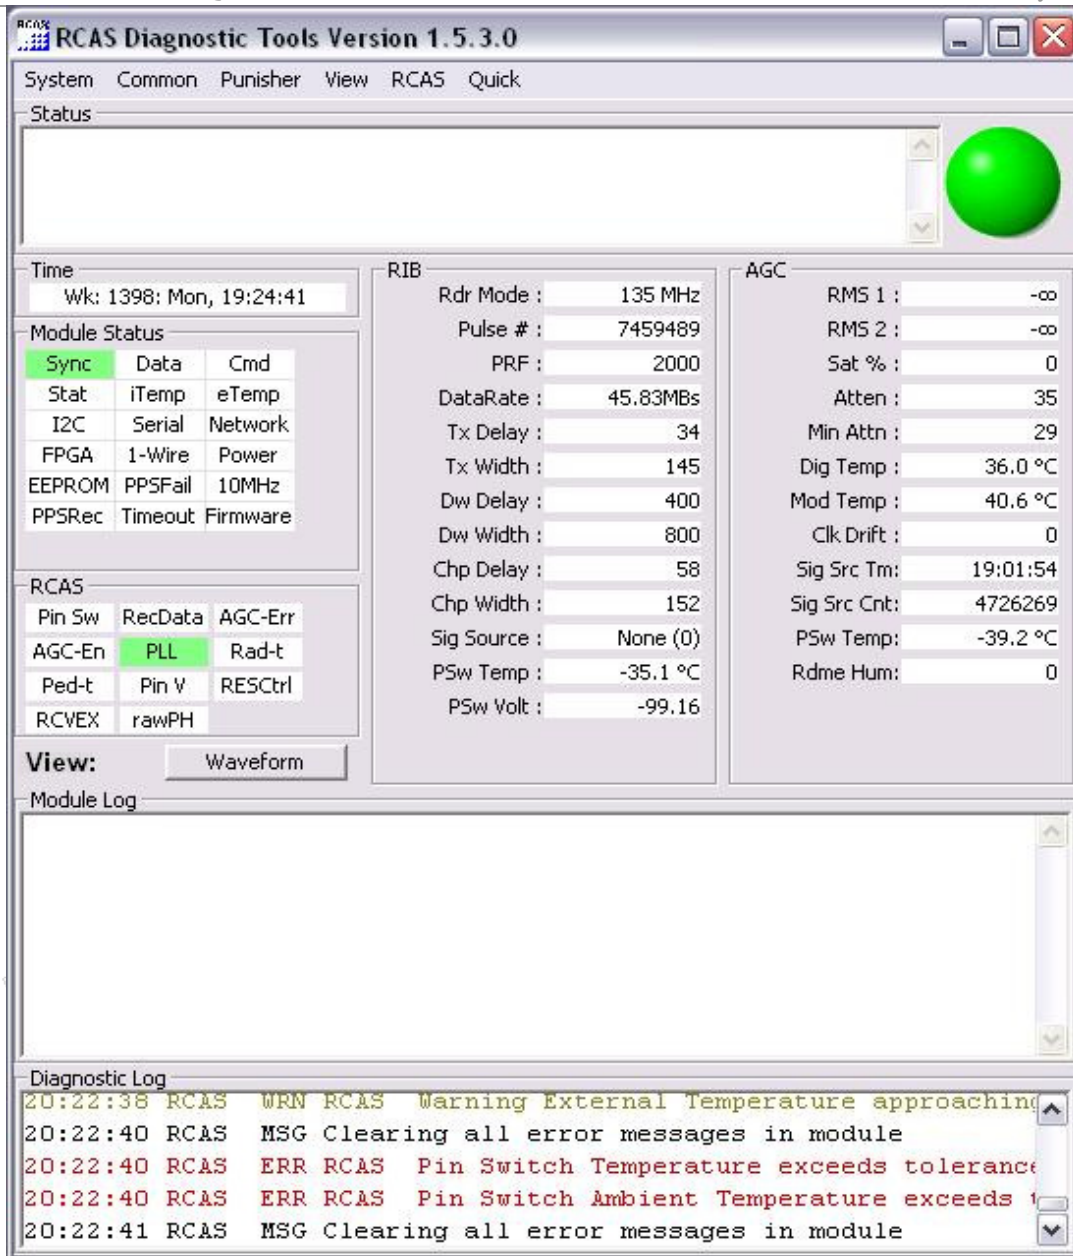 RCAS
RCAS Diagnostic Tools Version 1.5.3.0
System Common Punisher View RCAS Quick
Status
Time
Wk: 1398: Mon, 19:24:41
Module Status
Sync Data Cmd
Stat iTemp eTemp
I2C Serial Network
FPGA 1-Wire Power
EEPROM PPSFail 10MHz
PPSRec Timeout Firmware
RCAS
Pin Sw RecData AGC-Err
AGC-En PLL Rad-t
Ped-t Pin V RESCtrl
RCVEX rawPH
View: Waveform
RIB
Rdr Mode : 135 MHz
Pulse # : 7459489
PRF : 2000
DataRate : 45.83MBs
Tx Delay : 34
Tx Width : 145
Dw Delay : 400
Dw Width : 800
Chp Delay : 58
Chp Width : 152
Sig Source : None (0)
PSw Temp : -35.1 °C
PSw Volt : -99.16
AGC
RMS 1 : -∞
RMS 2 : -∞
Sat % : 0
Atten : 35
Min Attn : 29
Dig Temp : 36.0 °C
Mod Temp : 40.6 °C
Clk Drift : 0
Sig Src Tm: 19:01:54
Sig Src Cnt: 4726269
PSw Temp: -39.2 °C
Rdme Hum: 0
Module Log
Diagnostic Log
20:22:38 RCAS WRN RCAS Warning External Temperature approaching
20:22:40 RCAS MSG Clearing all error messages in module
20:22:40 RCAS ERR RCAS Pin Switch Temperature exceeds tolerance
20:22:40 RCAS ERR RCAS Pin Switch Ambient Temperature exceeds
20:22:41 RCAS MSG Clearing all error messages in module